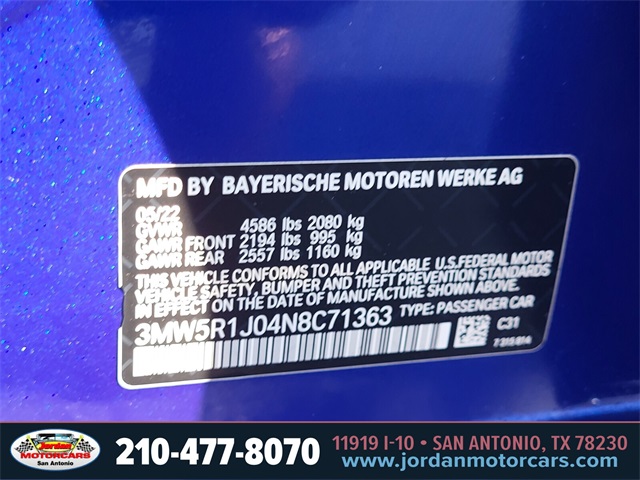 MFD BY BAYERISCHE MOTOREN WERKE AG
05/22
GVWR 4586 lbs 2080 kg
GAWR FRONT 2194 lbs 995 kg
GAWR REAR 2557 lbs 1160 kg
THIS VEHICLE CONFORMS TO ALL APPLICABLE U.S.FEDERAL MOTOR
VEHICLE SAFETY, BUMPER AND THEFT PREVENTION STANDARDS
IN EFFECT ON THE DATE OF MANUFACTURE SHOWN ABOVE.
3MW5R1J04N8C71363 TYPE: PASSENGER CAR
C31
7 315 814
Jordan
MOTORCARS
San Antonio
210-477-8070
11919 I-10 • SAN ANTONIO, TX 78230
www.jordanmotorcars.com